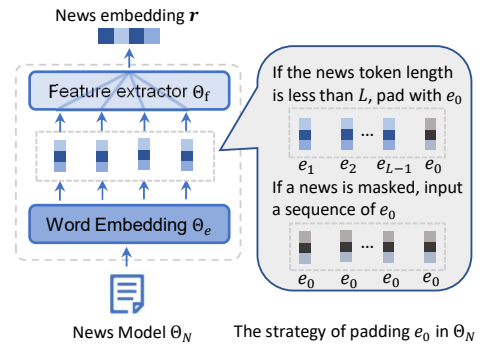 News embedding r
Feature extractor Θf
Word Embedding Θe
News Model ΘN
If the news token length
is less than L, pad with e0
...
e1 e2 eL−1 e0
If a news is masked, input
a sequence of e0
...
e0 e0 e0 e0
The strategy of padding e0 in ΘN